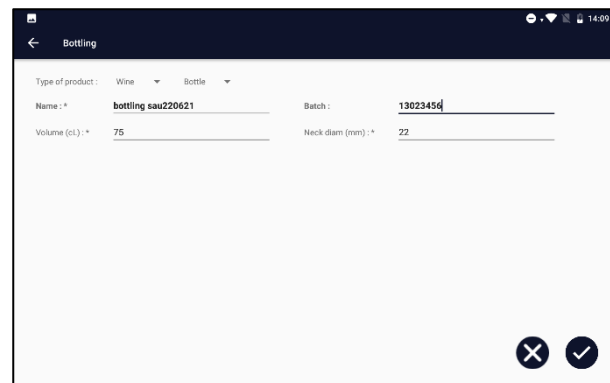 14:09
Bottling
Type of product : Wine Bottle
Name : * bottling sau220621 Batch : 13023456
Volume (cl.) : * 75 Neck diam (mm) : * 22